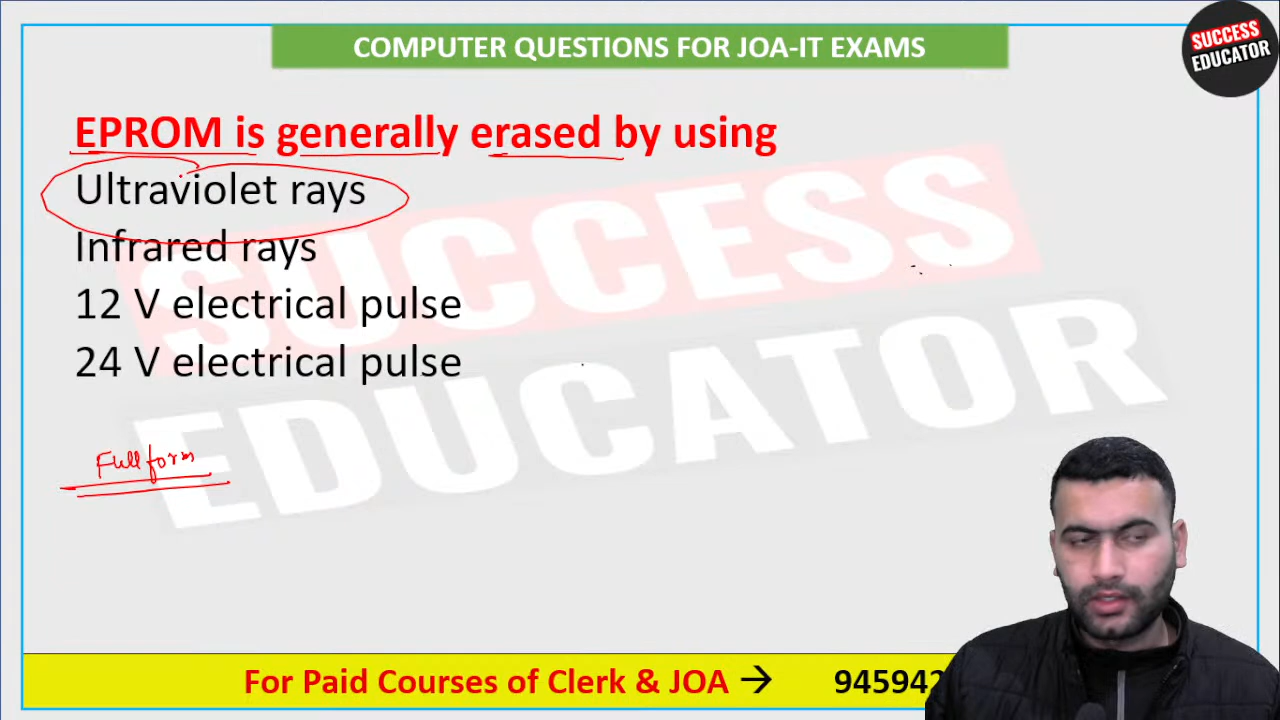 COMPUTER QUESTIONS FOR JOA-IT EXAMS
SUCCESS
EDUCATOR
EPROM is generally erased by using
Ultraviolet rays
Infrared rays
12 V electrical pulse
24 V electrical pulse
SUCCESS
EDUCATOR
Full form
For Paid Courses of Clerk & JOA → 94594